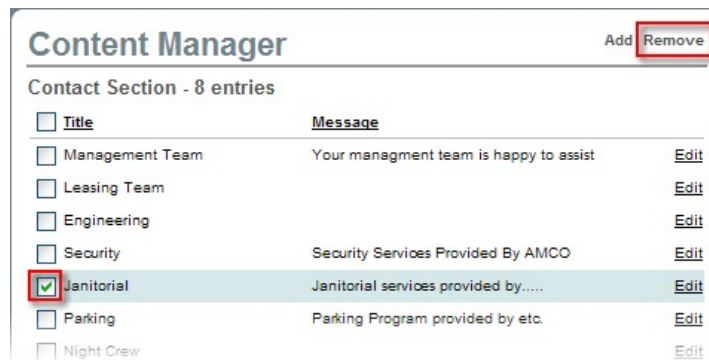 Content Manager Add Remove
Contact Section - 8 entries
Title Message
Management Team Your managment team is happy to assist Edit
Leasing Team Edit
Engineering Edit
Security Security Services Provided By AMCO Edit
Janitorial Janitorial services provided by..... Edit
Parking Parking Program provided by etc. Edit
Night Crew Edit